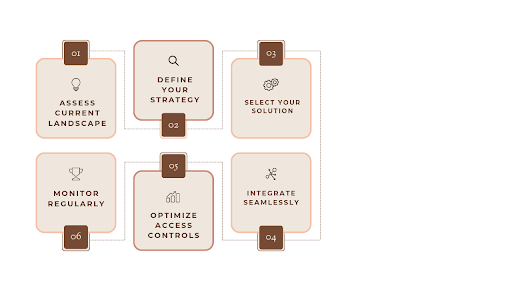 01
ASSESS
CURRENT
LANDSCAPE
DEFINE
YOUR
STRATEGY
02
03
SELECT YOUR
SOLUTION
INTEGRATE
SEAMLESSLY
04
05
OPTIMIZE
ACCESS
CONTROLS
MONITOR
REGULARLY
06